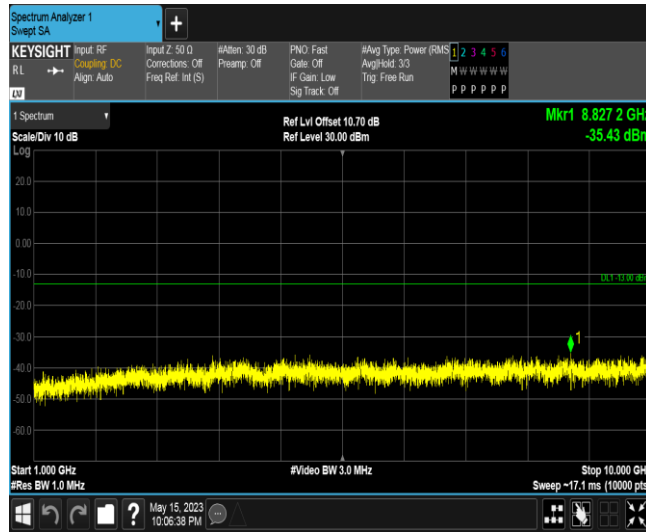 Spectrum Analyzer 1
Swept SA
+
KEYSIGHT Input: RF Input Z: 50 Ω #Atten: 30 dB PNO: Fast #Avg Type: Power (RMS 1 2 3 4 5 6
RL Coupling: DC Corrections: Off Preamp: Off Gate: Off Avg|Hold: 3/3 M W W W W W
Align: Auto Freq Ref: Int (S) IF Gain: Low Trig: Free Run
Sig Track: Off P P P P P P
LXI
1 Spectrum Ref Lvl Offset 10.70 dB Mkr1 8.827 2 GHz
Scale/Div 10 dB Ref Level 30.00 dBm -35.43 dBm
Log
20.0
10.0
0.00
-10.0
DL1 -13.00 dBm
-20.0
-30.0
1
-40.0
-50.0
-60.0
Start 1.000 GHz #Video BW 3.0 MHz Stop 10.000 GHz
#Res BW 1.0 MHz Sweep ~17.1 ms (10000 pts
? May 15, 2023
10:06:38 PM